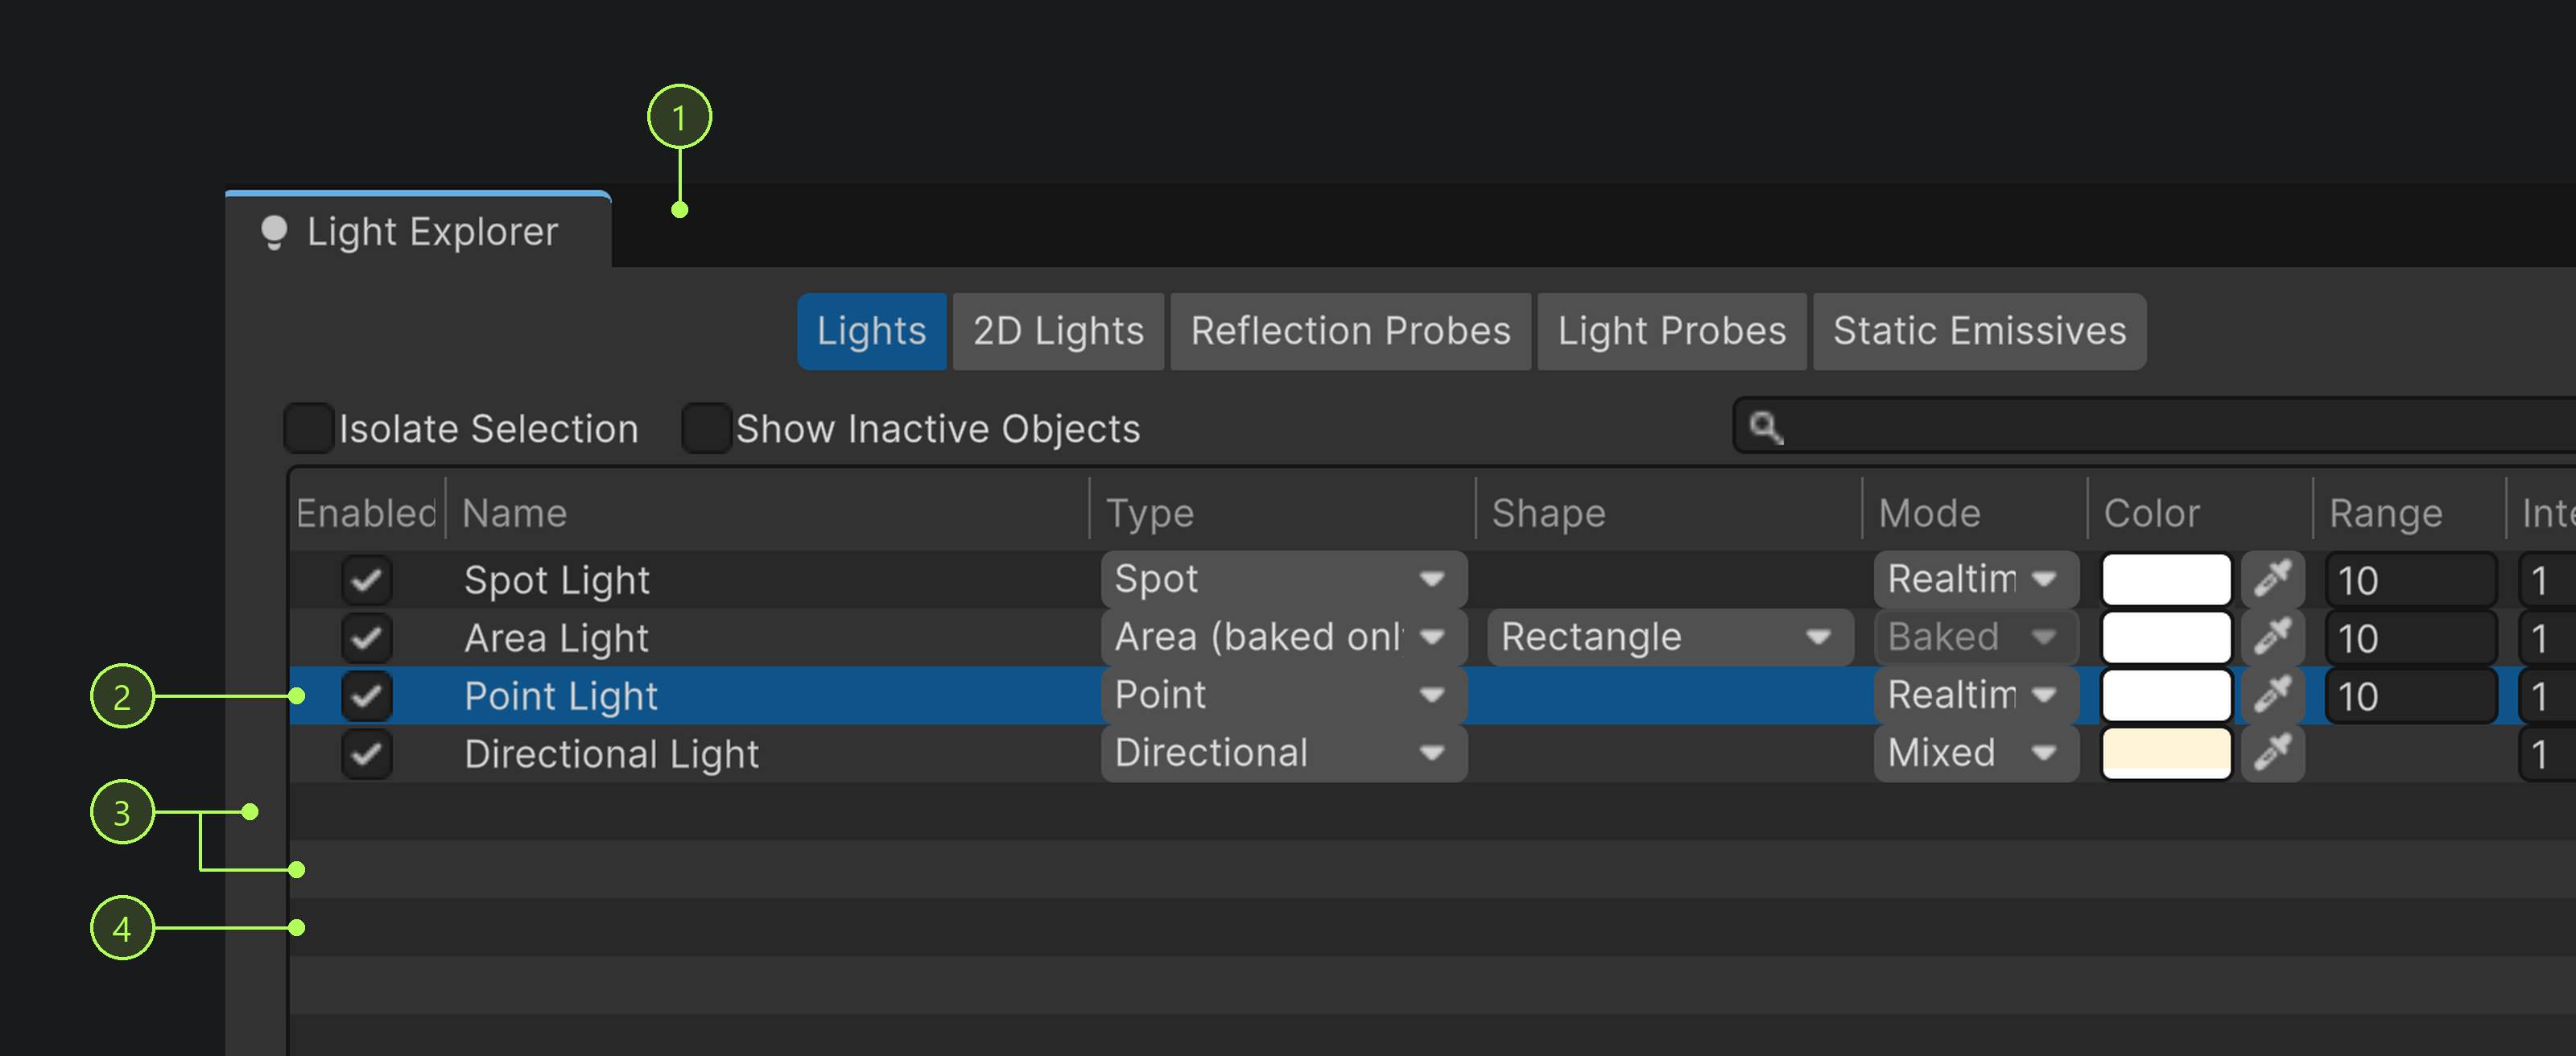 1
Light Explorer
Lights 2D Lights Reflection Probes Light Probes Static Emissives
Isolate Selection Show Inactive Objects
Enabled Name Type Shape Mode Color Range Inte
Spot Light Spot Realtim 10 1
Area Light Area (baked onl Rectangle Baked 10 1
2 Point Light Point Realtim 10 1
Directional Light Directional Mixed 1
3
4